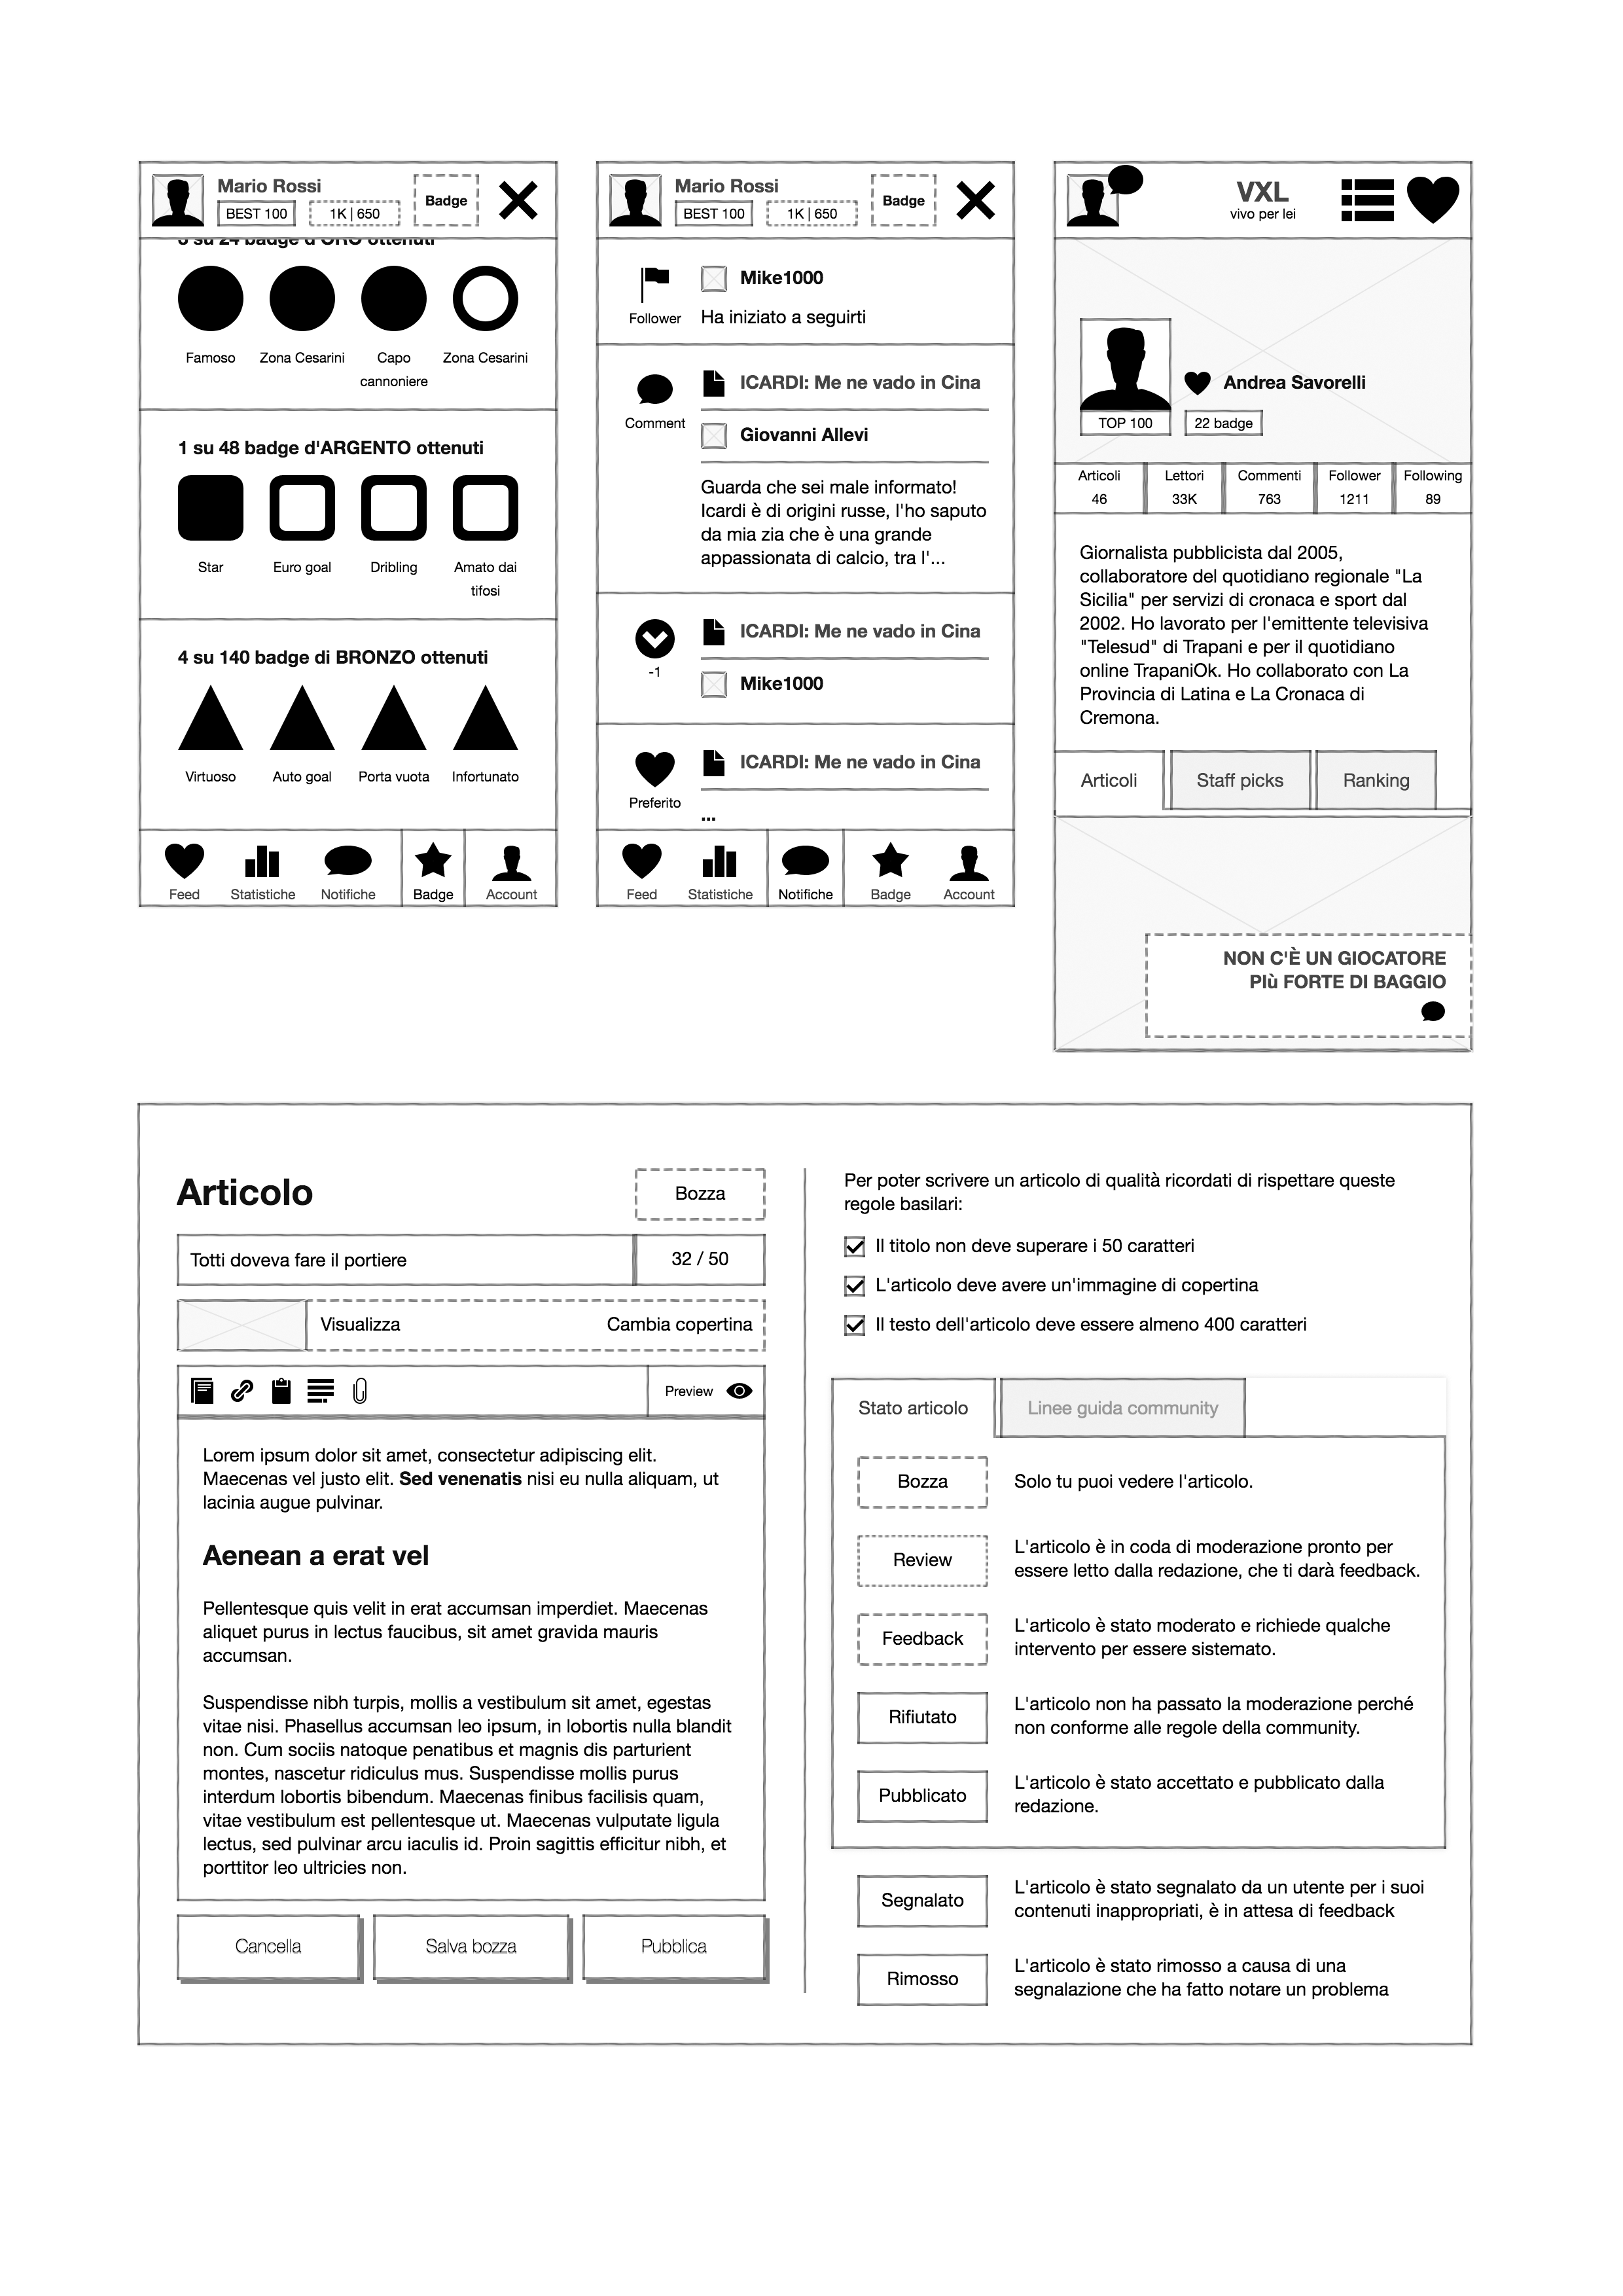 Mario Rossi
BEST 100
1K | 650
Badge
3 su 24 badge d'ORO ottenuti
Famoso
Zona Cesarini
Capo
cannoniere
Zona Cesarini
1 su 48 badge d'ARGENTO ottenuti
Star
Euro goal
Dribling
Amato dai
tifosi
4 su 140 badge di BRONZO ottenuti
Virtuoso
Auto goal
Porta vuota
Infortunato
Feed
Statistiche
Notifiche
Badge
Account
Mario Rossi
BEST 100
1K | 650
Badge
Follower
Mike1000
Ha iniziato a seguirti
Comment
ICARDI: Me ne vado in Cina
Giovanni Allevi
Guarda che sei male informato!
Icardi è di origini russe, l'ho saputo
da mia zia che è una grande
appassionata di calcio, tra l'...
-1
ICARDI: Me ne vado in Cina
Mike1000
Preferito
ICARDI: Me ne vado in Cina
...
Feed
Statistiche
Notifiche
Badge
Account
VXL
vivo per lei
Andrea Savorelli
TOP 100
22 badge
Articoli
46
Lettori
33K
Commenti
763
Follower
1211
Following
89
Giornalista pubblicista dal 2005,
collaboratore del quotidiano regionale "La
Sicilia" per servizi di cronaca e sport dal
2002. Ho lavorato per l'emittente televisiva
"Telesud" di Trapani e per il quotidiano
online TrapaniOk. Ho collaborato con La
Provincia di Latina e La Cronaca di
Cremona.
Articoli
Staff picks
Ranking
NON C'È UN GIOCATORE
PIù FORTE DI BAGGIO
Articolo
Bozza
Totti doveva fare il portiere
32 / 50
Visualizza
Cambia copertina
Preview
Lorem ipsum dolor sit amet, consectetur adipiscing elit.
Maecenas vel justo elit. Sed venenatis nisi eu nulla aliquam, ut
lacinia augue pulvinar.
Aenean a erat vel
Pellentesque quis velit in erat accumsan imperdiet. Maecenas
aliquet purus in lectus faucibus, sit amet gravida mauris
accumsan.
Suspendisse nibh turpis, mollis a vestibulum sit amet, egestas
vitae nisi. Phasellus accumsan leo ipsum, in lobortis nulla blandit
non. Cum sociis natoque penatibus et magnis dis parturient
montes, nascetur ridiculus mus. Suspendisse mollis purus
interdum lobortis bibendum. Maecenas finibus facilisis quam,
vitae vestibulum est pellentesque ut. Maecenas vulputate ligula
lectus, sed pulvinar arcu iaculis id. Proin sagittis efficitur nibh, et
porttitor leo ultricies non.
Cancella
Salva bozza
Pubblica
Per poter scrivere un articolo di qualità ricordati di rispettare queste
regole basilari:
Il titolo non deve superare i 50 caratteri
L'articolo deve avere un'immagine di copertina
Il testo dell'articolo deve essere almeno 400 caratteri
Stato articolo
Linee guida community
Bozza
Solo tu puoi vedere l'articolo.
Review
L'articolo è in coda di moderazione pronto per
essere letto dalla redazione, che ti darà feedback.
Feedback
L'articolo è stato moderato e richiede qualche
intervento per essere sistemato.
Rifiutato
L'articolo non ha passato la moderazione perché
non conforme alle regole della community.
Pubblicato
L'articolo è stato accettato e pubblicato dalla
redazione.
Segnalato
L'articolo è stato segnalato da un utente per i suoi
contenuti inappropriati, è in attesa di feedback
Rimosso
L'articolo è stato rimosso a causa di una
segnalazione che ha fatto notare un problema